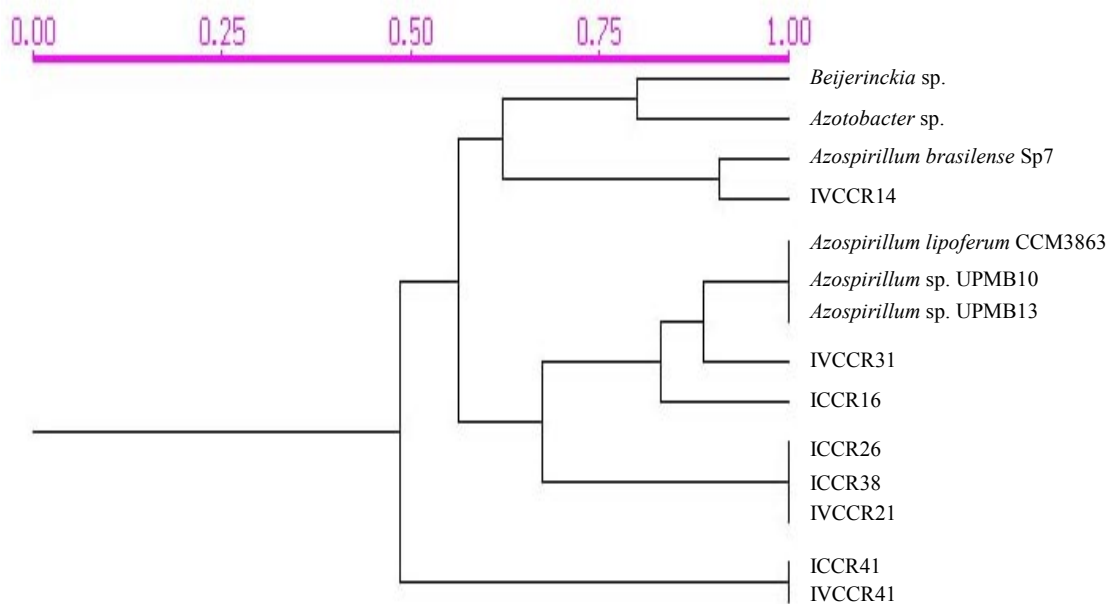 0.00 0.25 0.50 0.75 1.00
Beijerinckia sp.
Azotobacter sp.
Azospirillum brasilense Sp7
IVCCR14
Azospirillum lipoferum CCM3863
Azospirillum sp. UPMB10
Azospirillum sp. UPMB13
IVCCR31
ICCR16
ICCR26
ICCR38
IVCCR21
ICCR41
IVCCR41